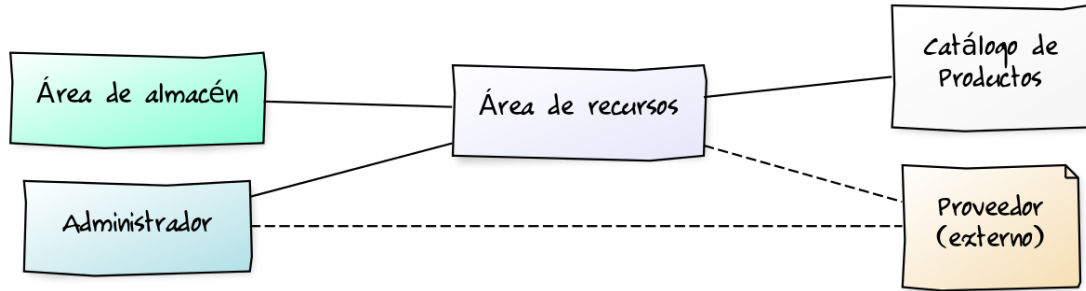 Área de almacén
Administrador
Área de recursos
Catálogo de
Productos
Proveedor
(externo)